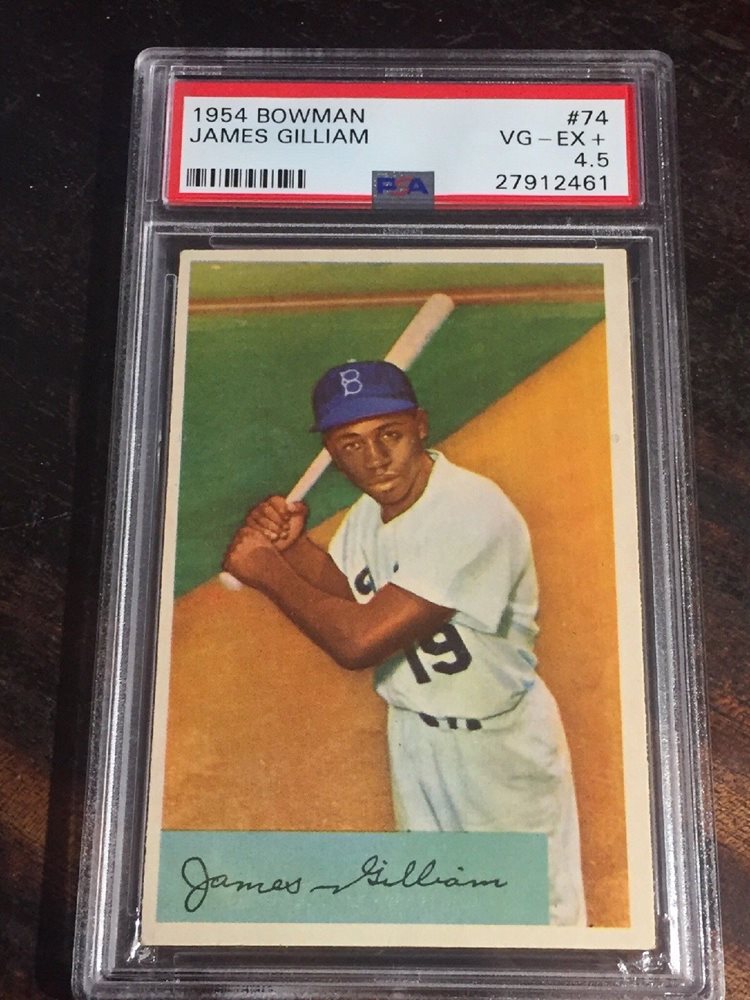 1954 BOWMAN #74
JAMES GILLIAM VG-EX+
4.5
PSA 27912461
B
19
James Gilliam